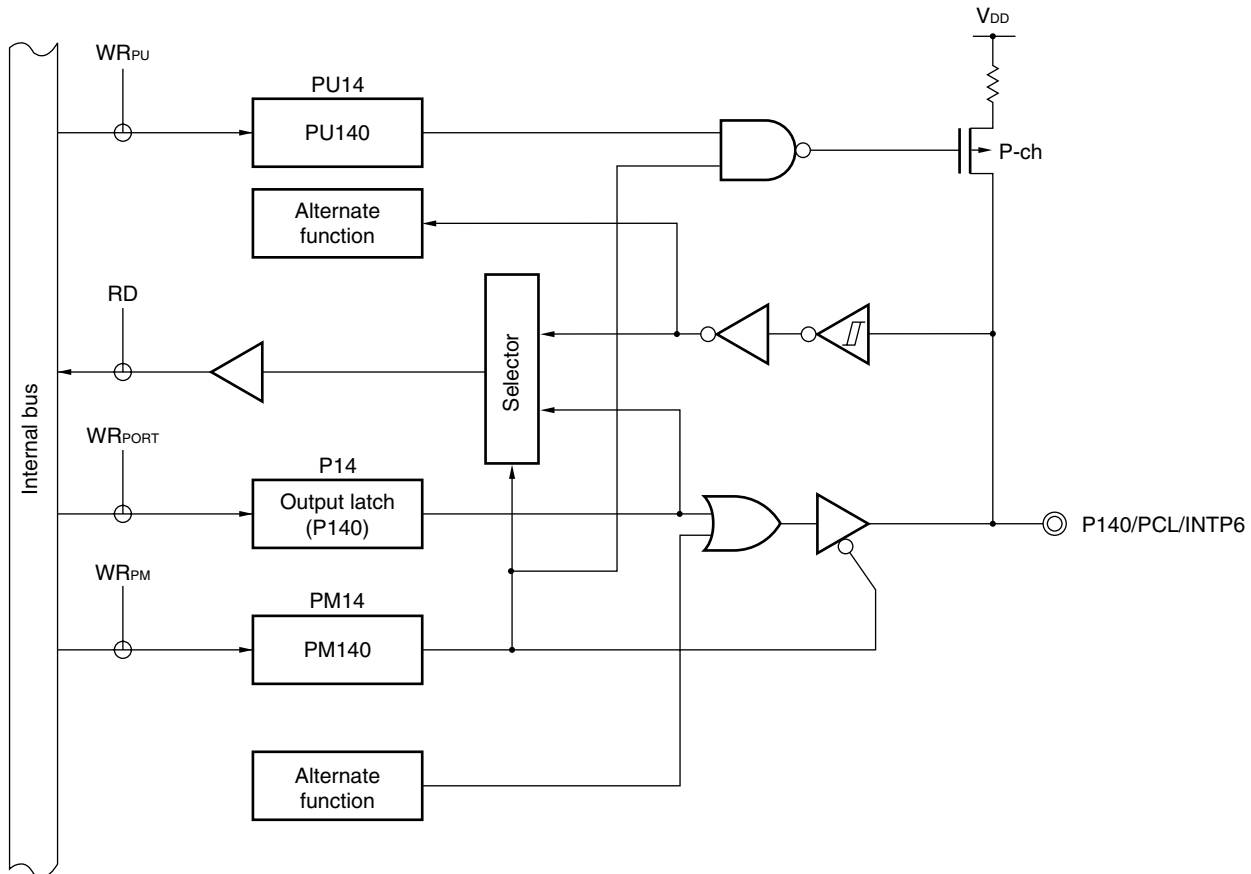 VDD
WRPU
PU14
PU140
P-ch
Alternate
function
RD
Selector
Internal bus
WRPORT
P14
Output latch
(P140)
P140/PCL/INTP6
WRPM
PM14
PM140
Alternate
function